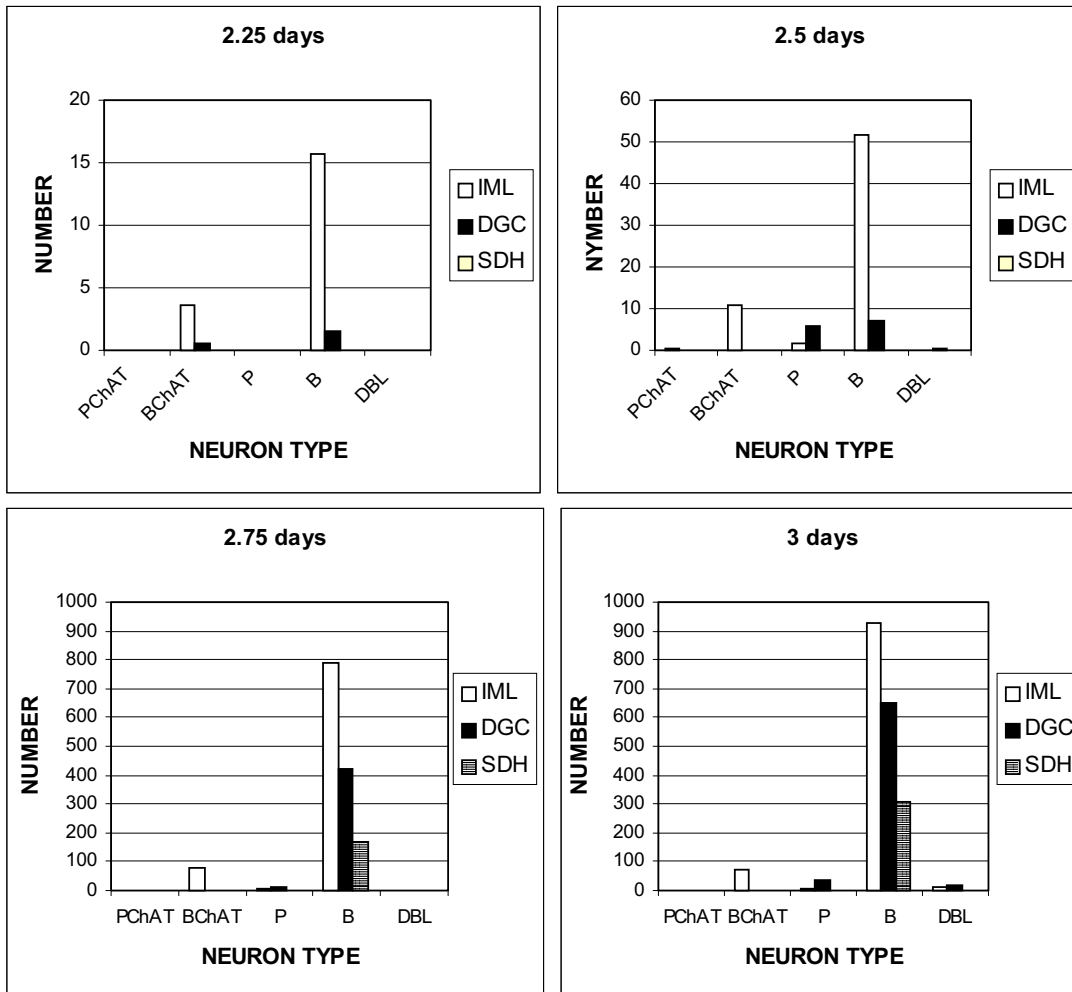 2.25 days
20
15
10
5
0
NUMBER
PChAT
BChAT
P
B
DBL
NEURON TYPE
IML
DGC
SDH
2.5 days
60
50
40
30
20
10
0
NYMBER
PChAT
BChAT
P
B
DBL
NEURON TYPE
IML
DGC
SDH
2.75 days
1000
900
800
700
600
500
400
300
200
100
0
NUMBER
PChAT BChAT P B DBL
NEURON TYPE
IML
DGC
SDH
3 days
1000
900
800
700
600
500
400
300
200
100
0
NUMBER
PChAT BChAT P B DBL
NEURON TYPE
IML
DGC
SDH